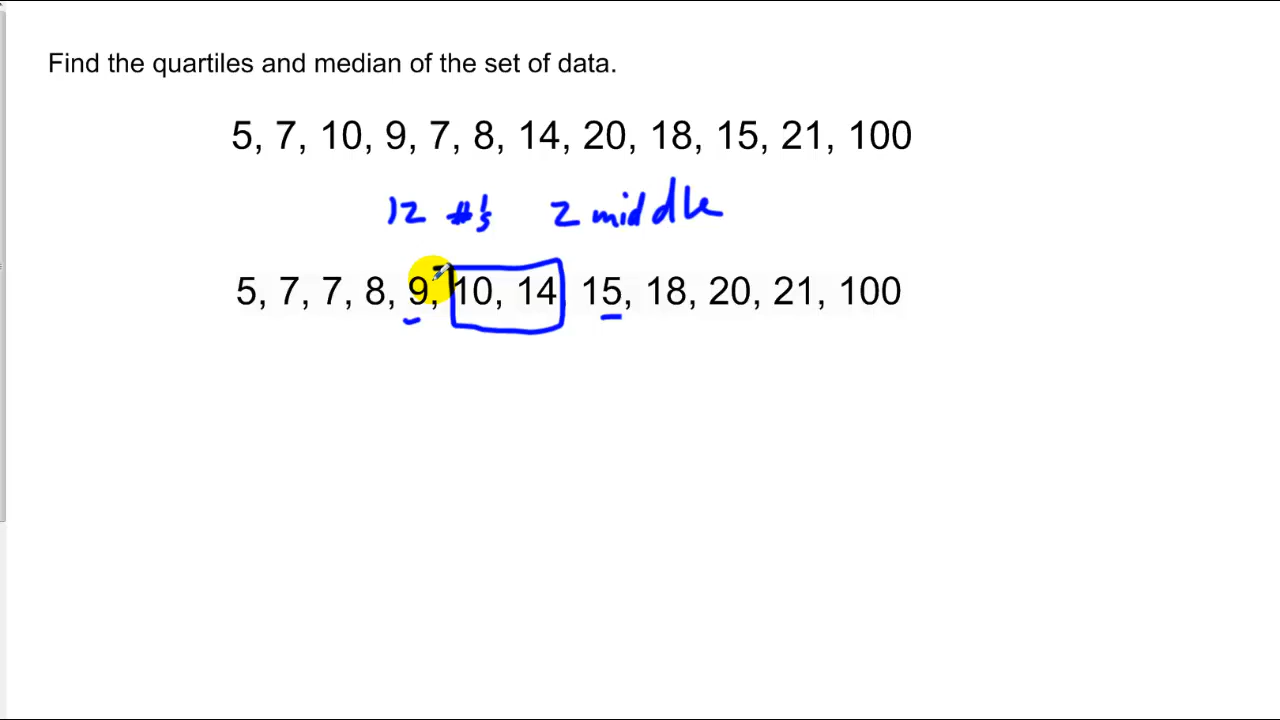 Find the quartiles and median of the set of data.
5, 7, 10, 9, 7, 8, 14, 20, 18, 15, 21, 100
12 #'s 2 middle
5, 7, 7, 8, 9, 10, 14, 15, 18, 20, 21, 100